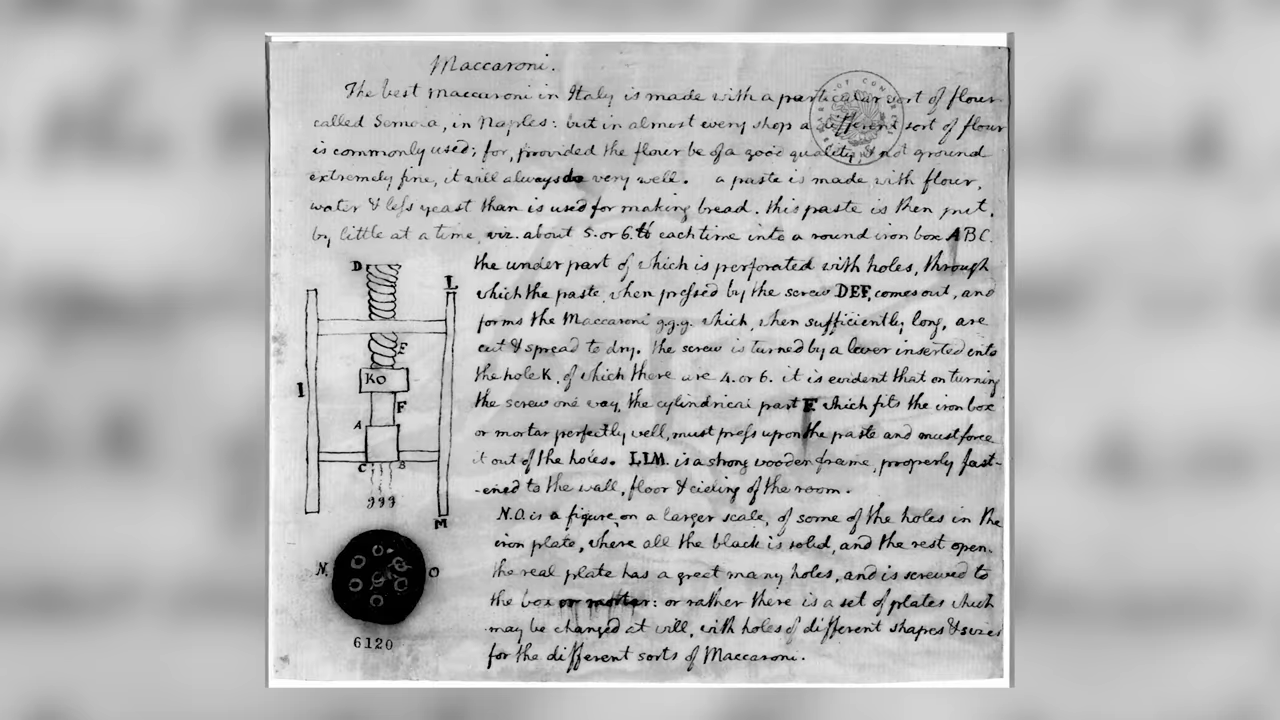 Maccaroni.
The best maccaroni in Italy is made with a particular sort of flour
called Semola, in Naples: but in almost every shop a different sort of flour
is commonly used; for, provided the flour be of a good quality, & not ground
extremely fine, it will always do very well. a paste is made with flour,
water & less yeast than is used for making bread. this paste is then put,
by little at a time, viz. about 5. or 6. ℔ each time into a round iron box ABC.
the under part of which is perforated with holes, through
which the paste, when pressed by the screw DEF, comes out, and
forms the Maccaroni g.g.g. which, when sufficiently long, are
cut & spread to dry. the screw is turned by a lever inserted into
the hole K, of which there are 4. or 6. it is evident that on turning
the screw one way, the cylindrical part F. which fits the iron box
or mortar perfectly well, must press upon the paste and must force
it out of the holes. LLM. is a strong wooden frame, properly fast-
-ened to the wall, floor & cieling of the room.
N.O. is a figure, on a larger scale, of some of the holes in the
iron plate, where all the black is solid, and the rest open.
the real plate has a great many holes, and is screwed to
the box or mortar: or rather there is a set of plates which
may be changed at will, with holes of different shapes & sizes
for the different sorts of Maccaroni.
D
L
E
KO
I
F
A
C B
ggg
M
N O
6120